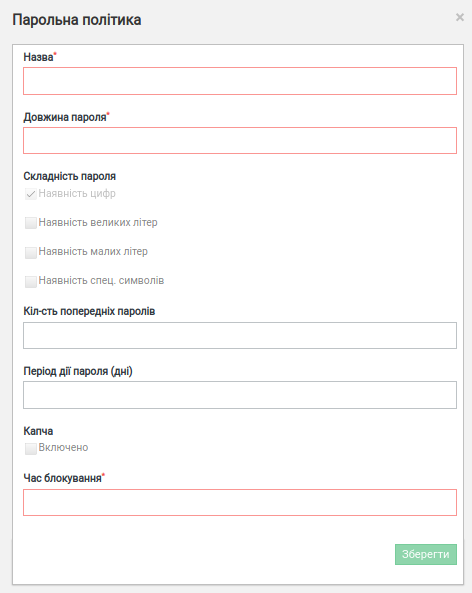 Парольна політика
×
Назва*
Довжина пароля*
Складність пароля
Наявність цифр
Наявність великих літер
Наявність малих літер
Наявність спец. символів
Кіл-сть попередніх паролів
Період дії пароля (дні)
Капча
Включено
Час блокування*
Зберегти